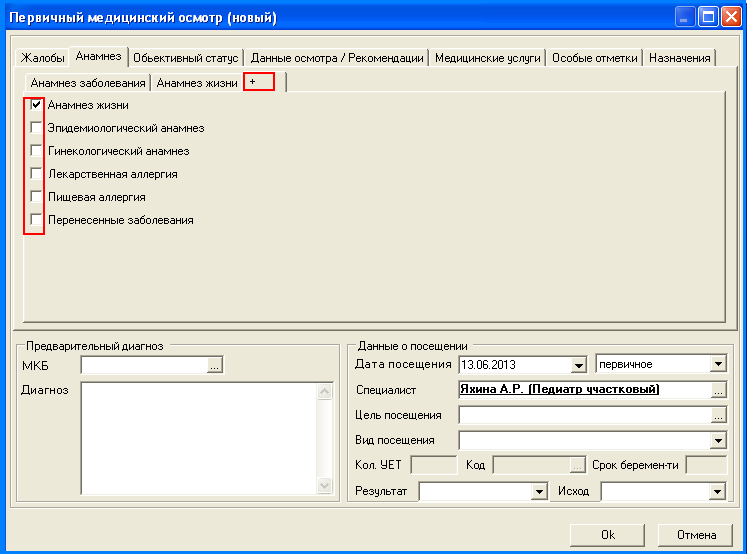 Первичный медицинский осмотр (новый)
Жалобы Анамнез Объективный статус Данные осмотра / Рекомендации Медицинские услуги Особые отметки Назначения
Анамнез заболевания Анамнез жизни +
Анамнез жизни
Эпидемиологический анамнез
Гинекологический анамнез
Лекарственная аллергия
Пищевая аллергия
Перенесенные заболевания
Предварительный диагноз
МКБ ...
Диагноз
Данные о посещении
Дата посещения 13.06.2013 первичное
Специалист Яхина А.Р. (Педиатр участковый) ...
Цель посещения ...
Вид посещения
Кол. УЕТ Код ... Срок беремен-ти
Результат Исход
Ok Отмена